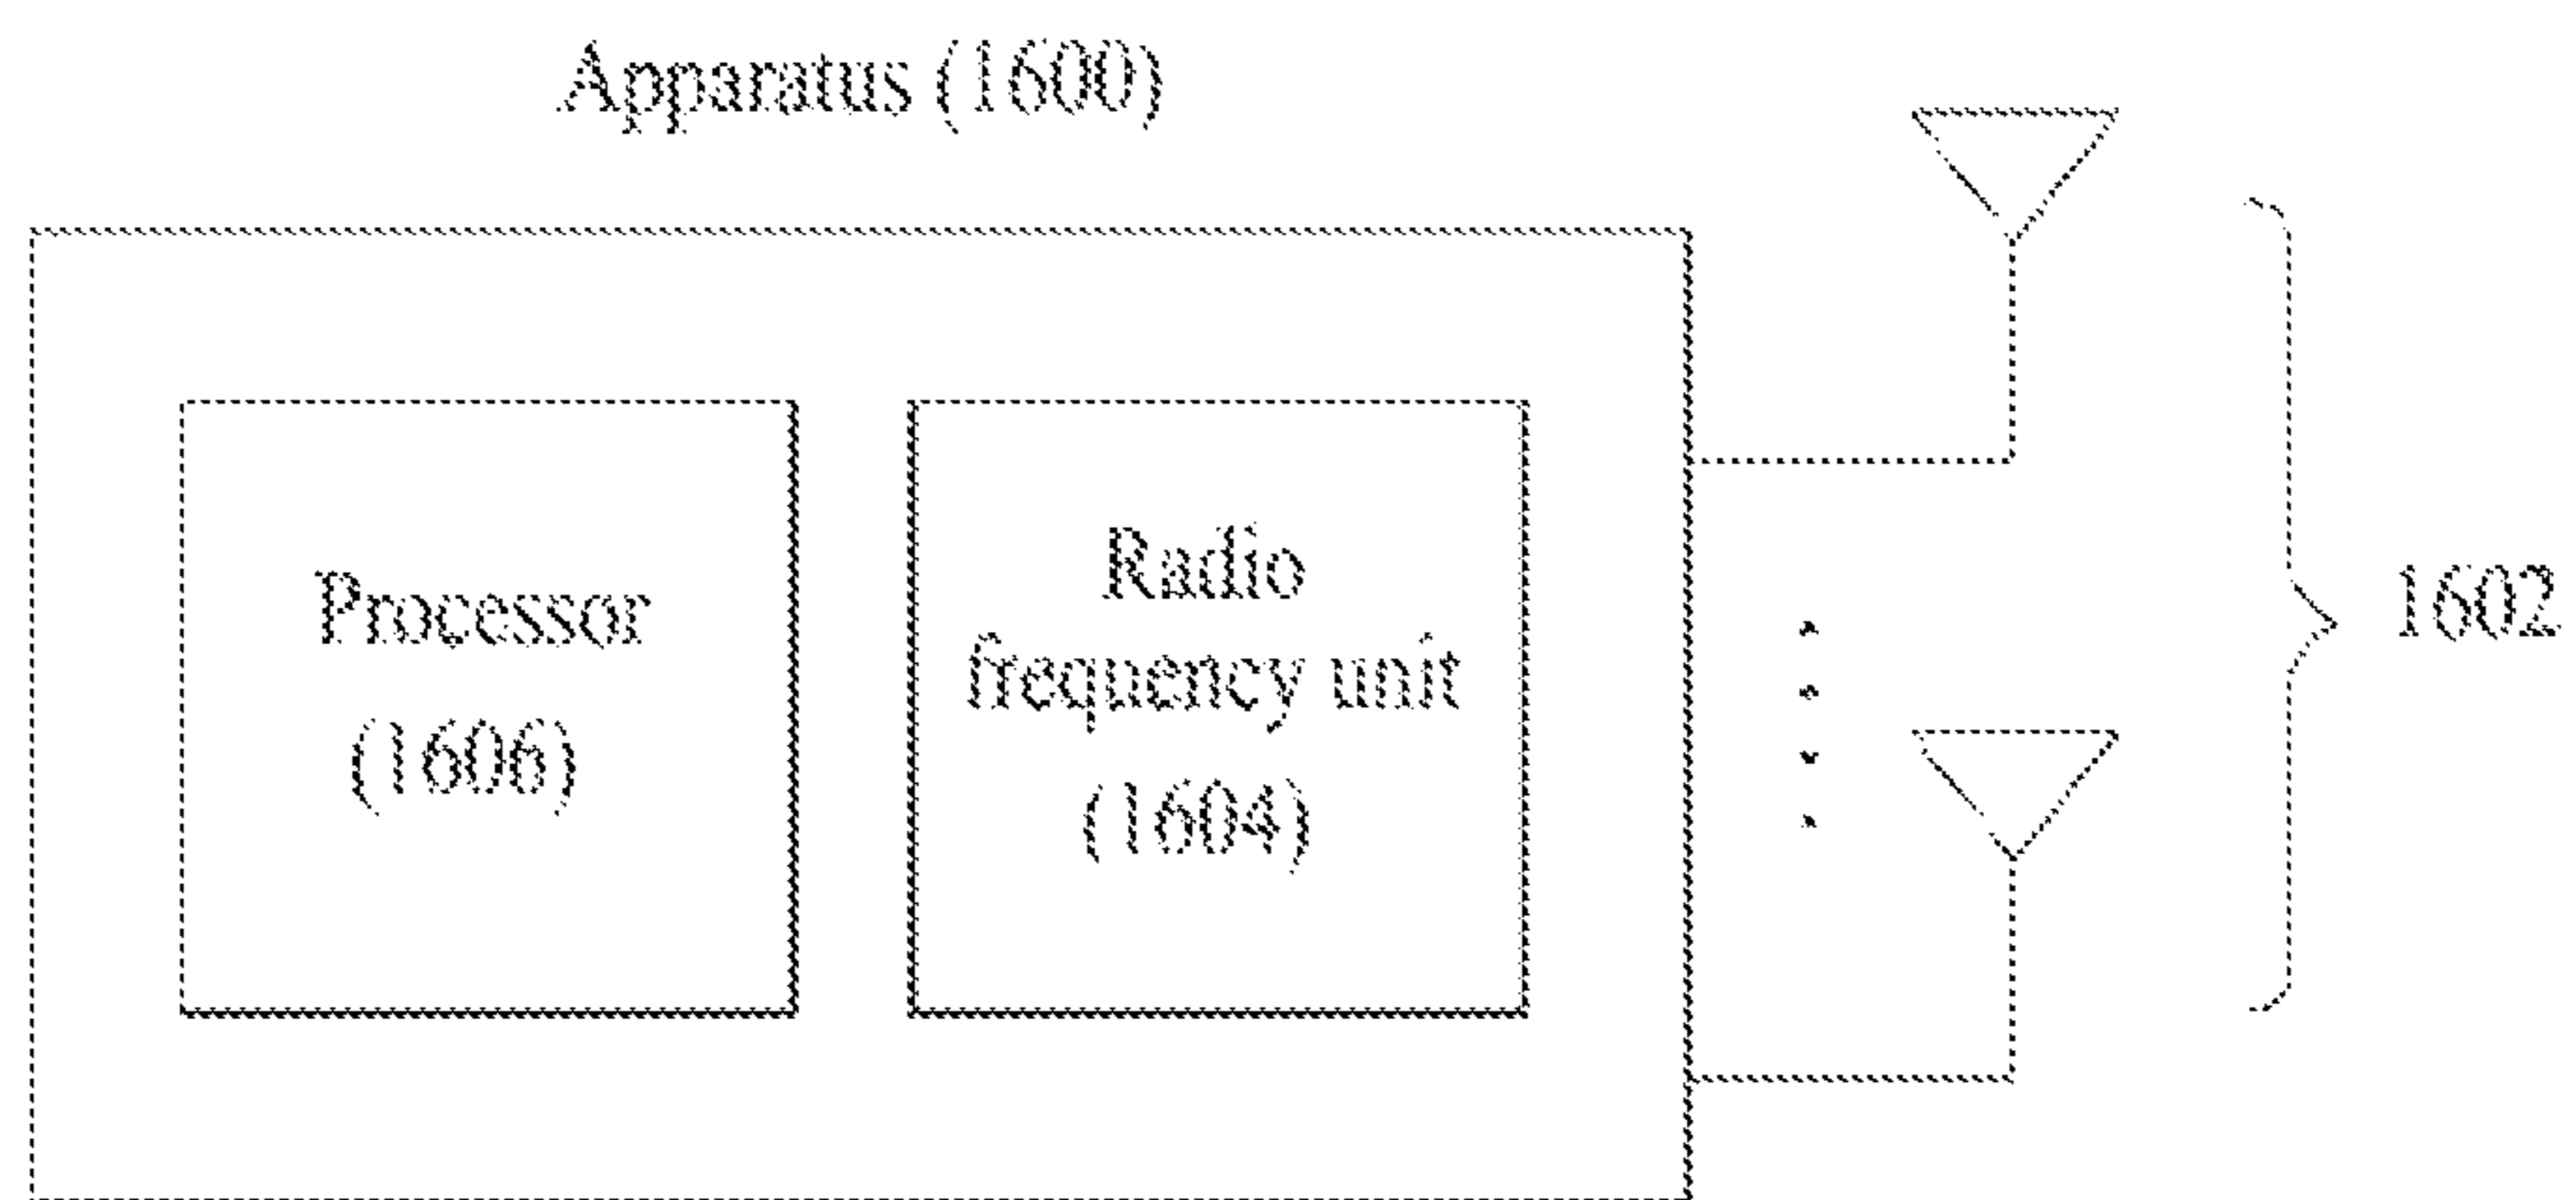 Apparatus (1600)
Processor
(1606)
Radio
frequency unit
(1604)
1602